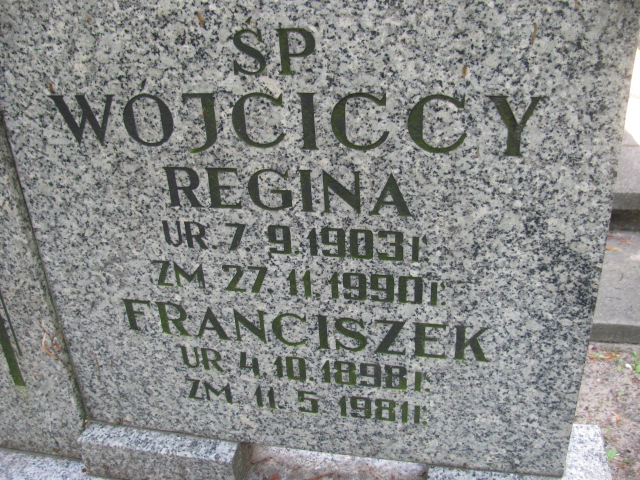 ŚP
WÓJCICCY
REGINA
UR. 7. 9. 1903 r.
ZM. 27. 11. 1990 r.
FRANCISZEK
UR. 4. 10. 1898 r.
ZM. 11. 5 1981 r.